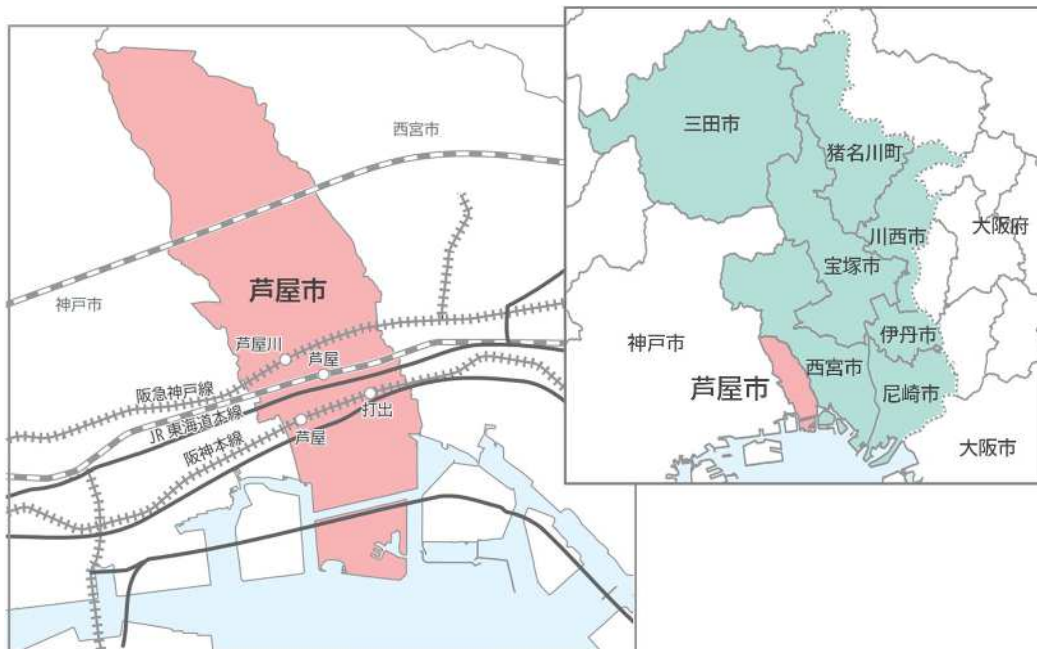 西宮市
神戸市
芦屋市
芦屋川
芦屋
阪急神戸線
JR 東海道本線
打出
芦屋
阪神本線
三田市
猪名川町
大阪府
川西市
宝塚市
伊丹市
神戸市
西宮市
芦屋市
尼崎市
大阪市